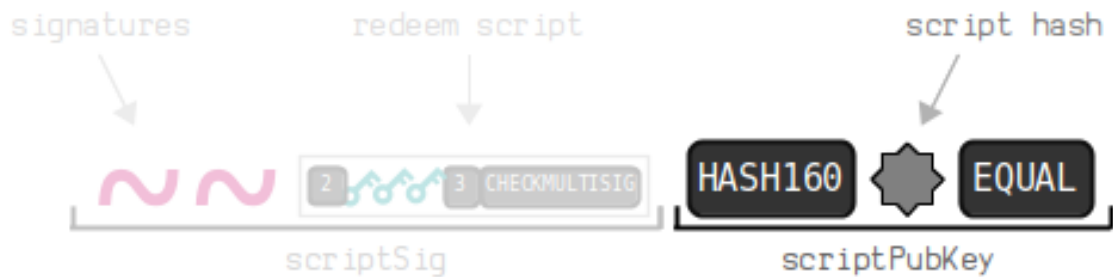 signatures redeem script script hash
2 3 CHECKMULTISIG HASH160 EQUAL
scriptSig scriptPubKey